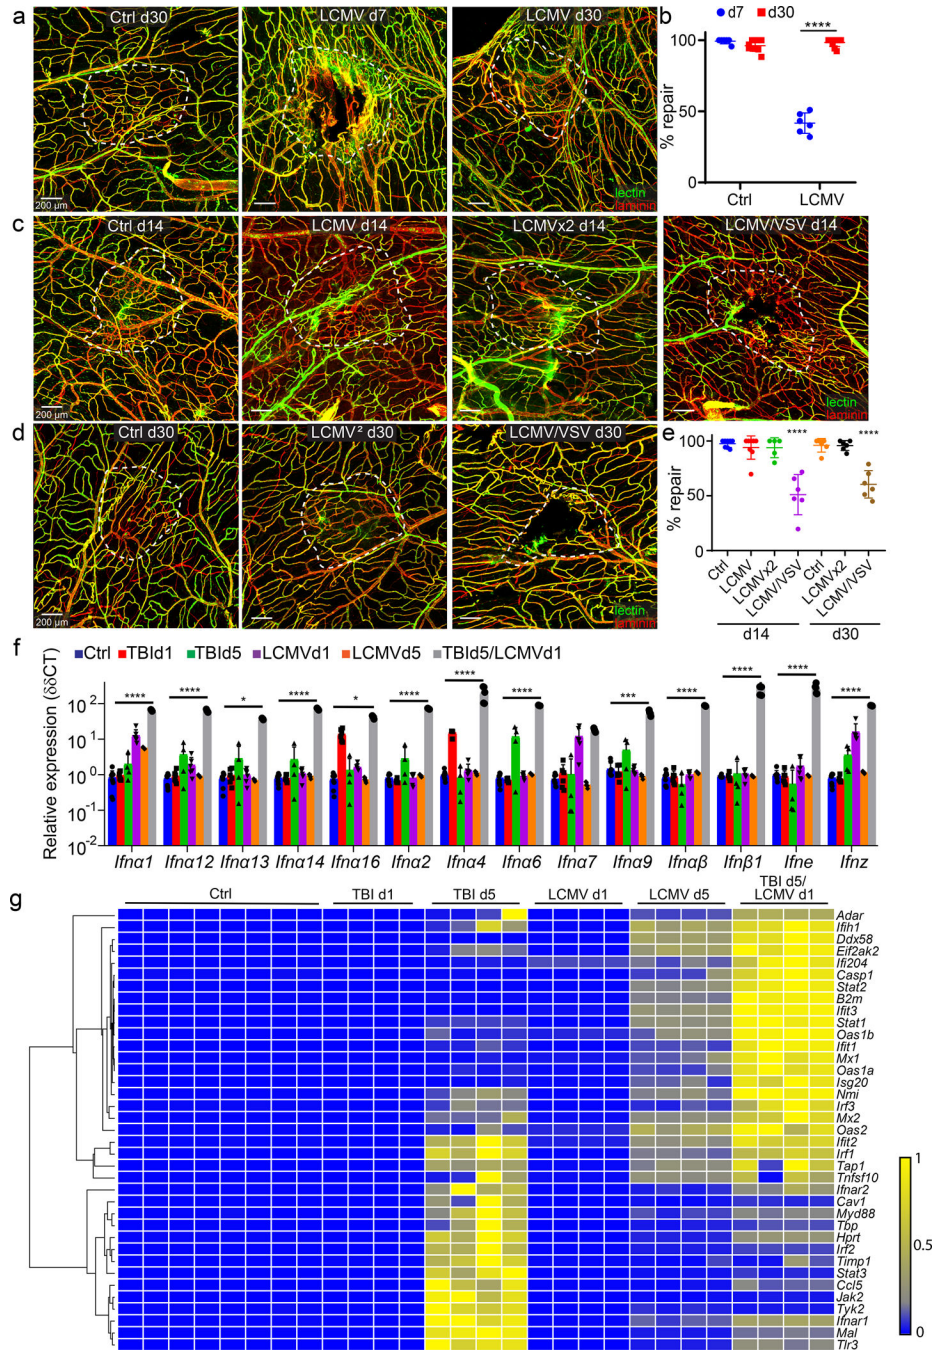 a
Ctrl d30
LCMV d7
LCMV d30
200 µm
lectin
laminin
b
d7 d30
****
100
50
0
% repair
Ctrl LCMV
c
Ctrl d14
LCMV d14
LCMVx2 d14
LCMV/VSV d14
200 µm
lectin
laminin
d
Ctrl d30
LCMV² d30
LCMV/VSV d30
200 µm
lectin
laminin
e
**** ****
100
50
0
% repair
Ctrl LCMV LCMVx2 LCMV/VSV Ctrl LCMVx2 LCMV/VSV
d14 d30
f
Ctrl TBId1 TBId5 LCMVd1 LCMVd5 TBId5/LCMVd1
Relative expression (δδCT)
10²
10¹
1.0
10⁻¹
10⁻²
**** **** * **** * **** **** **** *** **** **** **** ****
Ifnα1 Ifnα12 Ifnα13 Ifnα14 Ifnα16 Ifnα2 Ifnα4 Ifnα6 Ifnα7 Ifnα9 Ifnαβ Ifnβ1 Ifne Ifnz
g
Ctrl TBI d1 TBI d5 LCMV d1 LCMV d5 TBI d5/
LCMV d1
Adar
Ifih1
Ddx58
Eif2ak2
Ifi204
Casp1
Stat2
B2m
Ifit3
Stat1
Oas1b
Ifit1
Mx1
Oas1a
Isg20
Nmi
Irf3
Mx2
Oas2
Ifit2
Irf1
Tap1
Tnfsf10
Ifnar2
Cav1
Myd88
Tbp
Hprt
Irf2
Timp1
Stat3
Ccl5
Jak2
Tyk2
Ifnar1
Mal
Tlr3
1
0.5
0